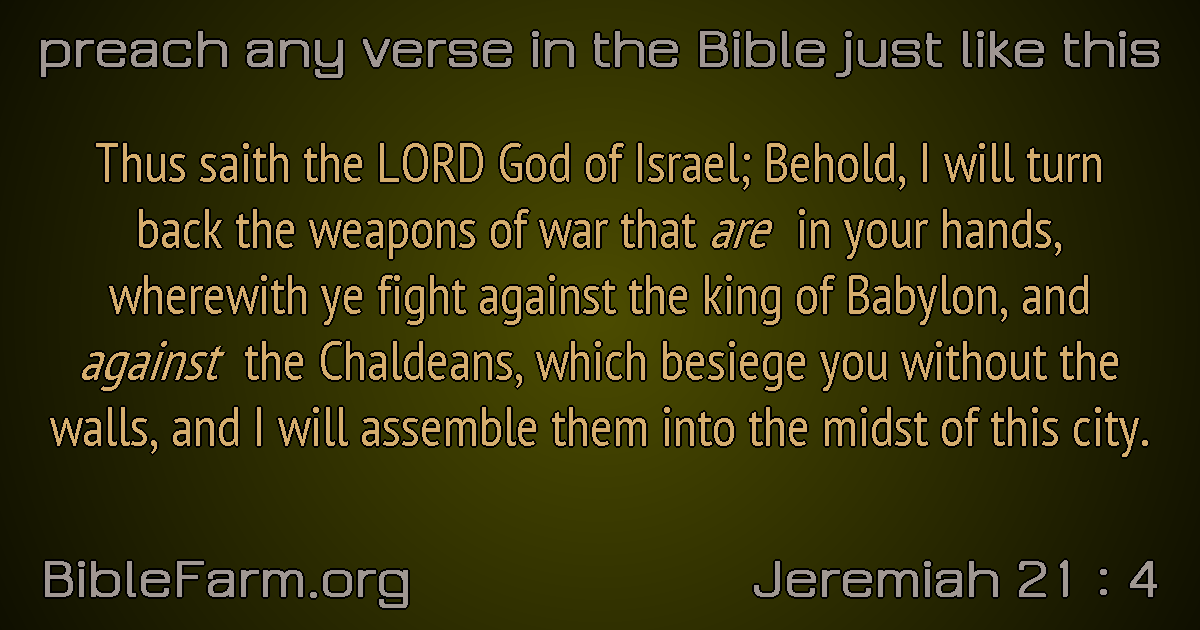 preach any verse in the Bible just like this
Thus saith the LORD God of Israel; Behold, I will turn
back the weapons of war that are in your hands,
wherewith ye fight against the king of Babylon, and
against the Chaldeans, which besiege you without the
walls, and I will assemble them into the midst of this city.
BibleFarm.org
Jeremiah 21 : 4